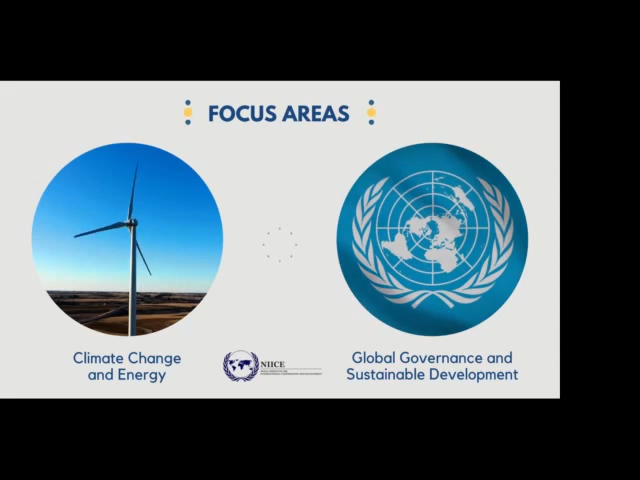 FOCUS AREAS
Climate Change
and Energy
Global Governance and
Sustainable Development
NIICE